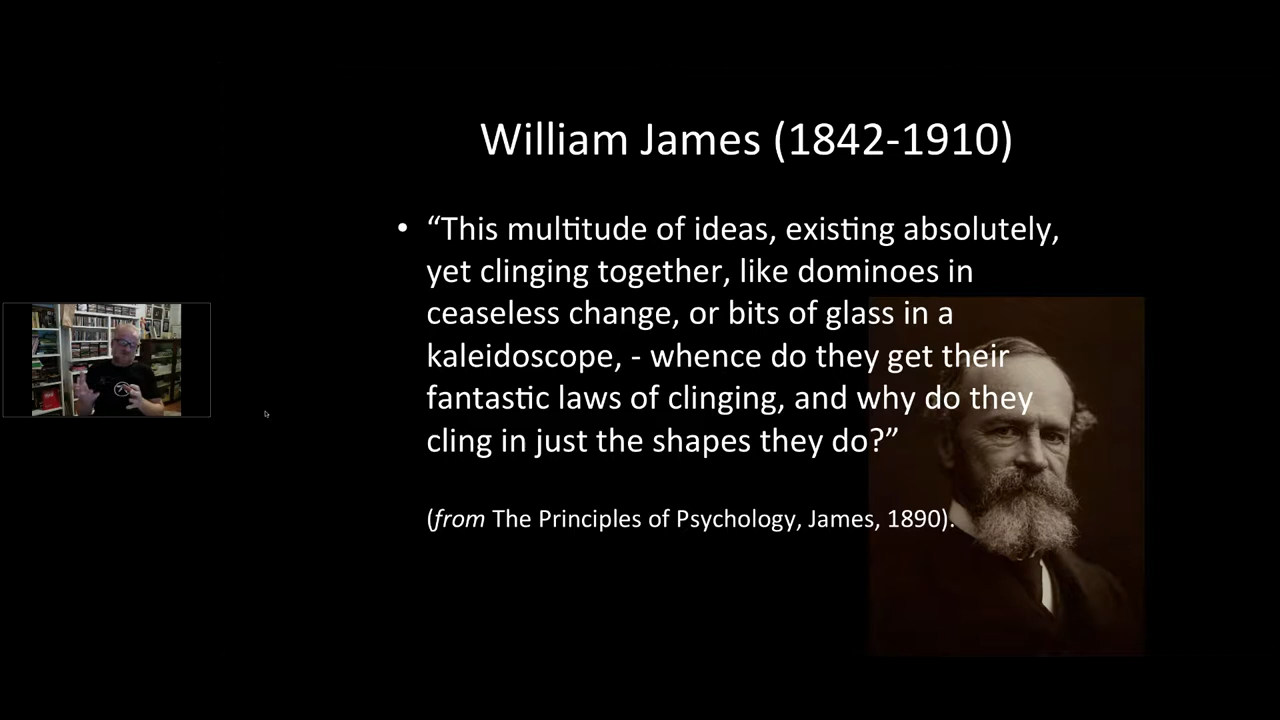 William James (1842-1910)
• “This multitude of ideas, existing absolutely,
yet clinging together, like dominoes in
ceaseless change, or bits of glass in a
kaleidoscope, - whence do they get their
fantastic laws of clinging, and why do they
cling in just the shapes they do?”
(from The Principles of Psychology, James, 1890).